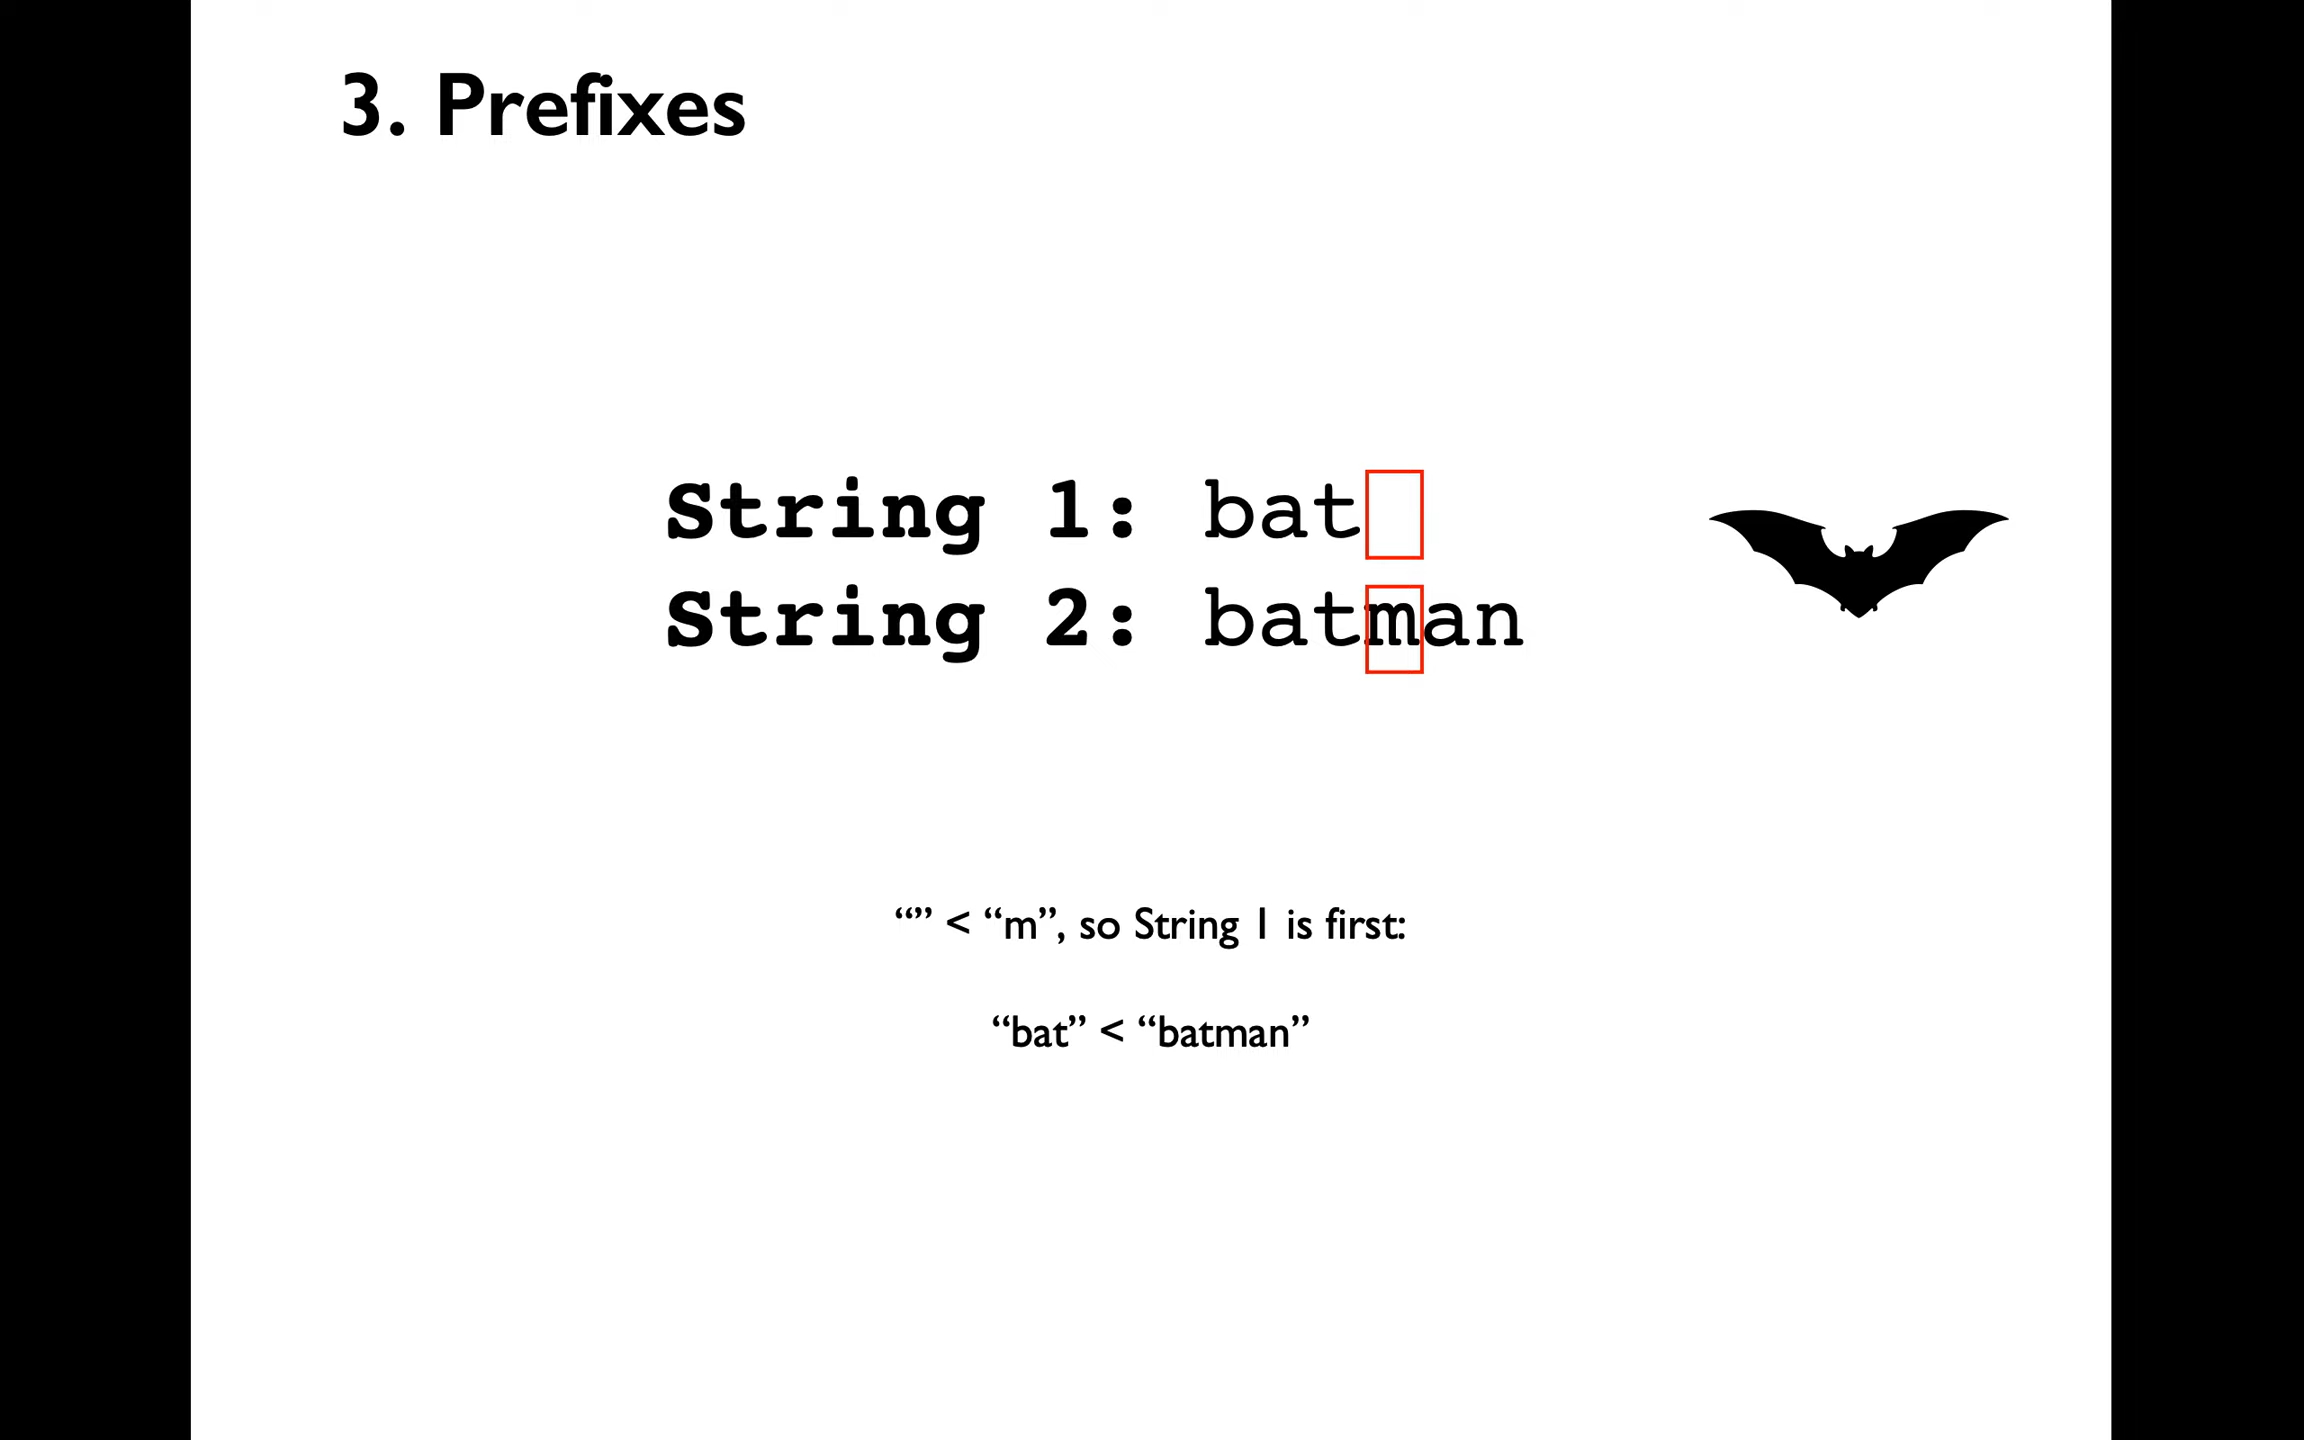 3. Prefixes
String 1: bat
String 2: batman
“” < “m”, so String 1 is first:
“bat” < “batman”